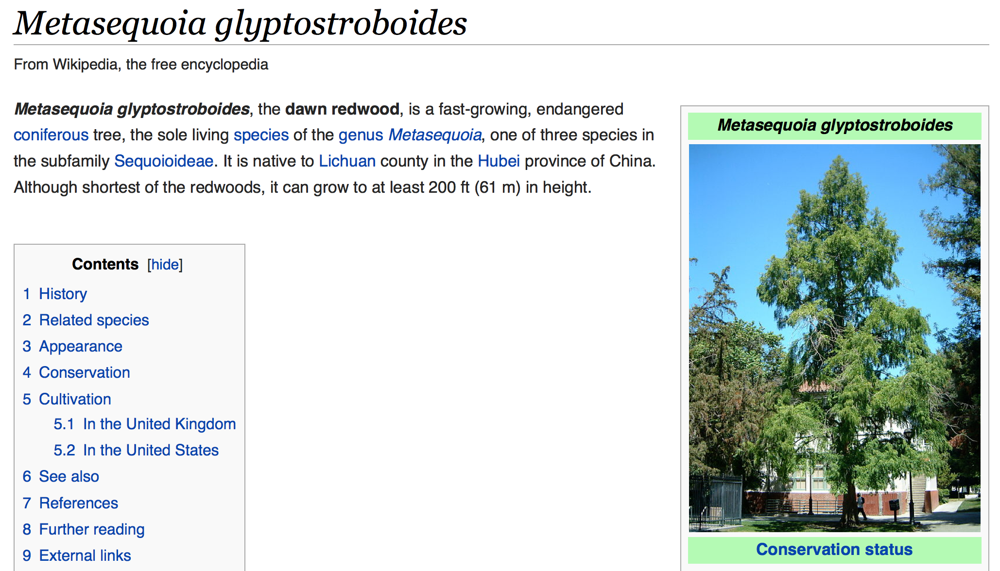 Metasequoia glyptostroboides
From Wikipedia, the free encyclopedia
Metasequoia glyptostroboides, the dawn redwood, is a fast-growing, endangered
coniferous tree, the sole living species of the genus Metasequoia, one of three species in
the subfamily Sequoioideae. It is native to Lichuan county in the Hubei province of China.
Although shortest of the redwoods, it can grow to at least 200 ft (61 m) in height.
Contents [hide]
1 History
2 Related species
3 Appearance
4 Conservation
5 Cultivation
5.1 In the United Kingdom
5.2 In the United States
6 See also
7 References
8 Further reading
9 External links
Metasequoia glyptostroboides
Conservation status